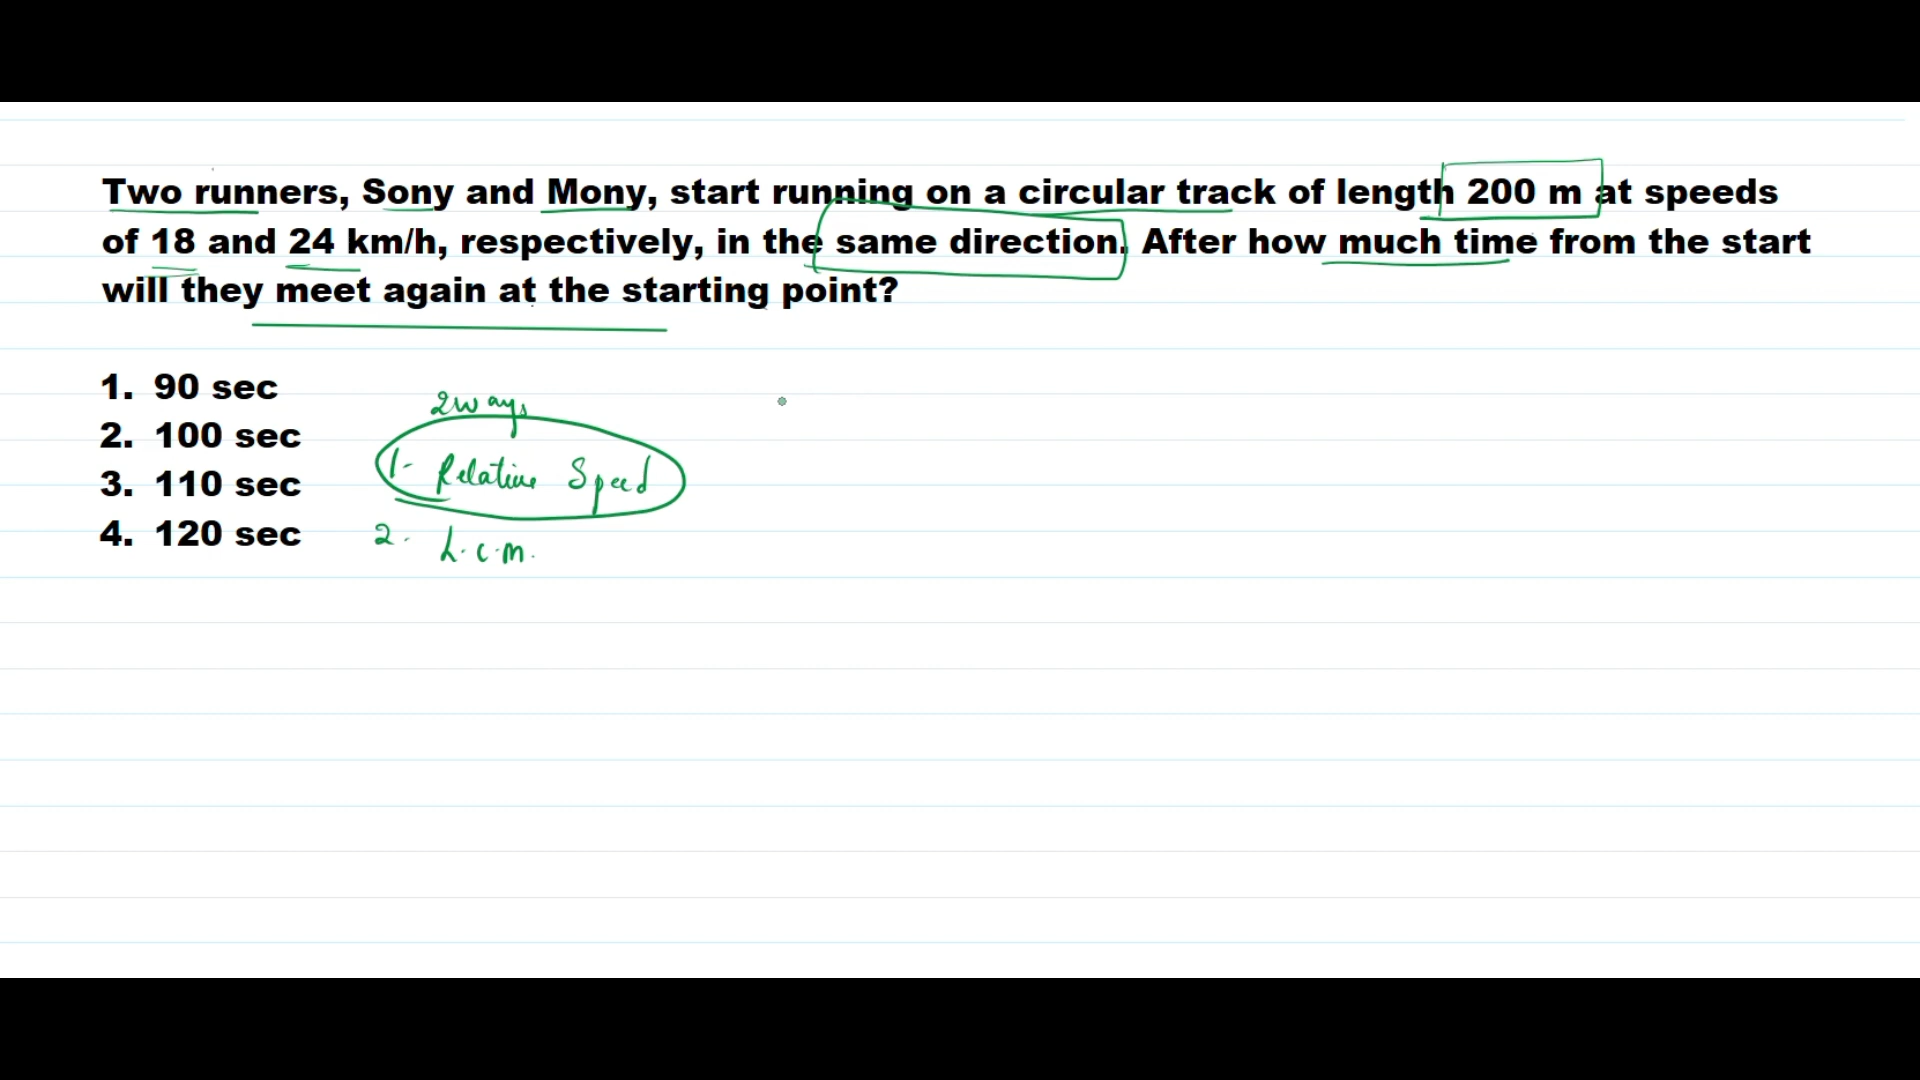 Two runners, Sony and Mony, start running on a circular track of length 200 m at speeds
of 18 and 24 km/h, respectively, in the same direction. After how much time from the start
will they meet again at the starting point?
1. 90 sec
2. 100 sec
3. 110 sec
4. 120 sec
2 ways
1- Relative Speed
2. L.c.m.